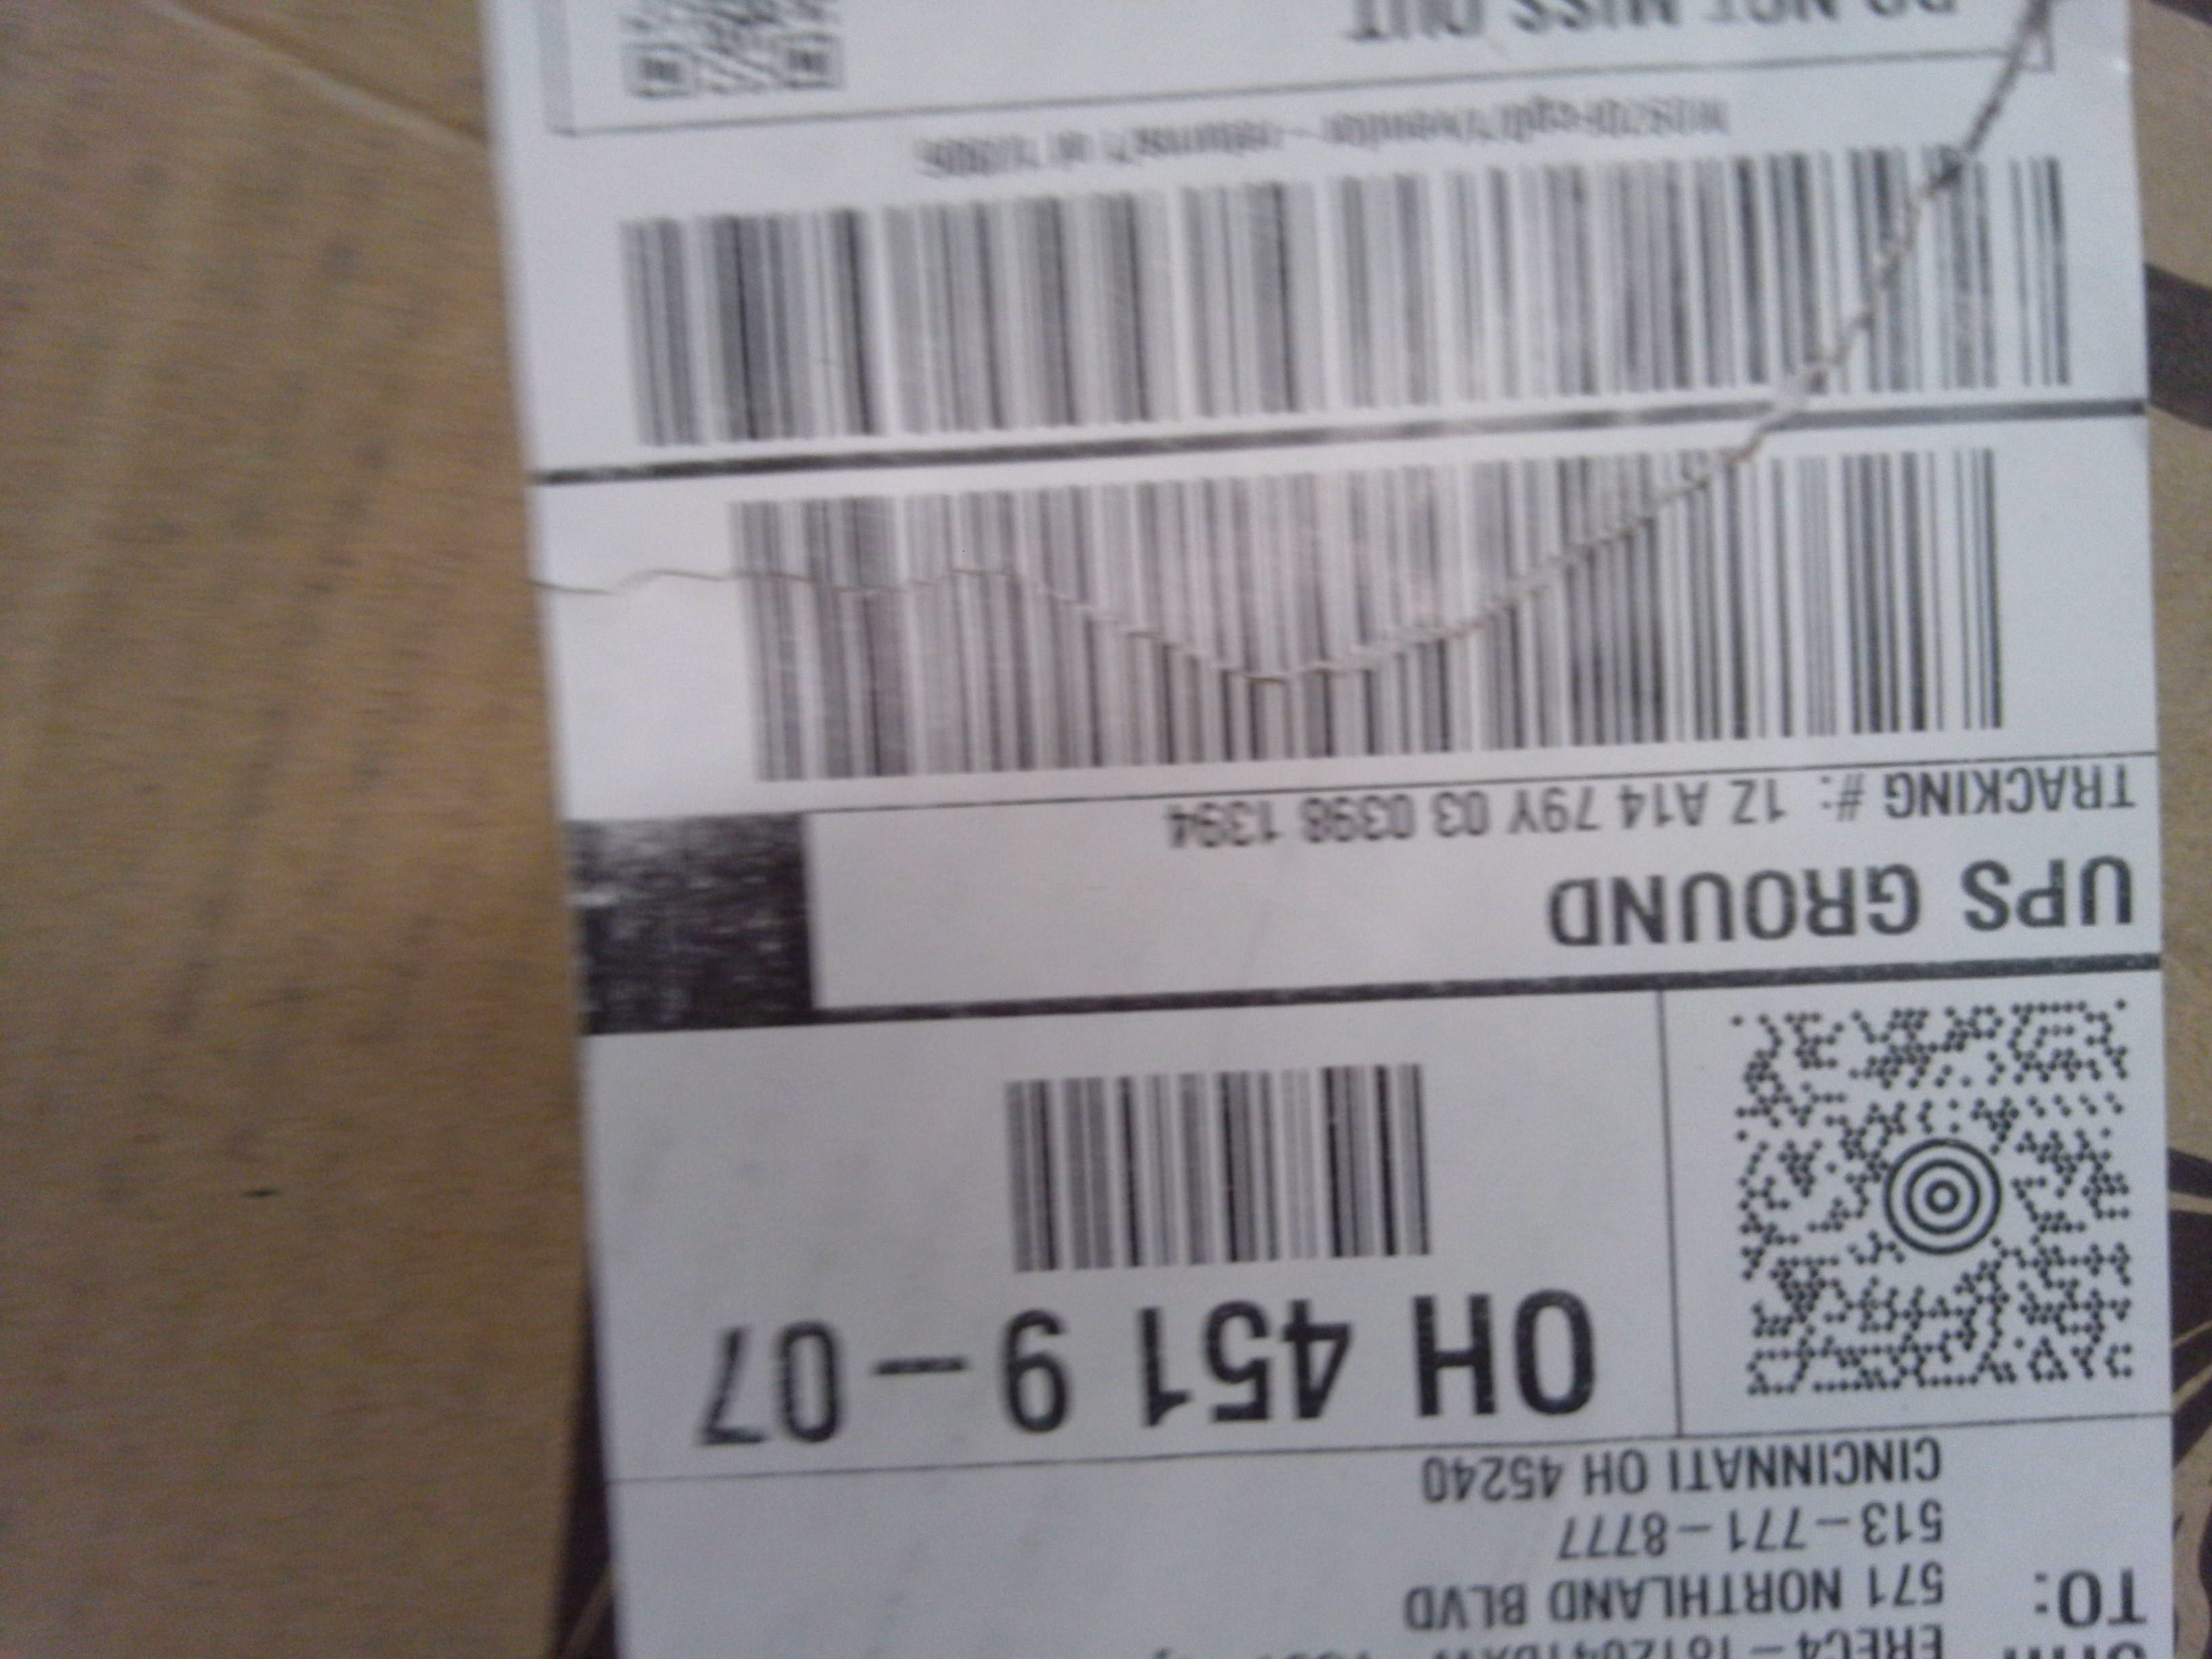 TO:
571 NORTHLAND BLVD
513-771-8777
CINCINNATI OH 45240
OH 451 9-07
UPS GROUND
TRACKING #: 1Z A14 79Y 03 0398 1394
DO NOT MISS OUT